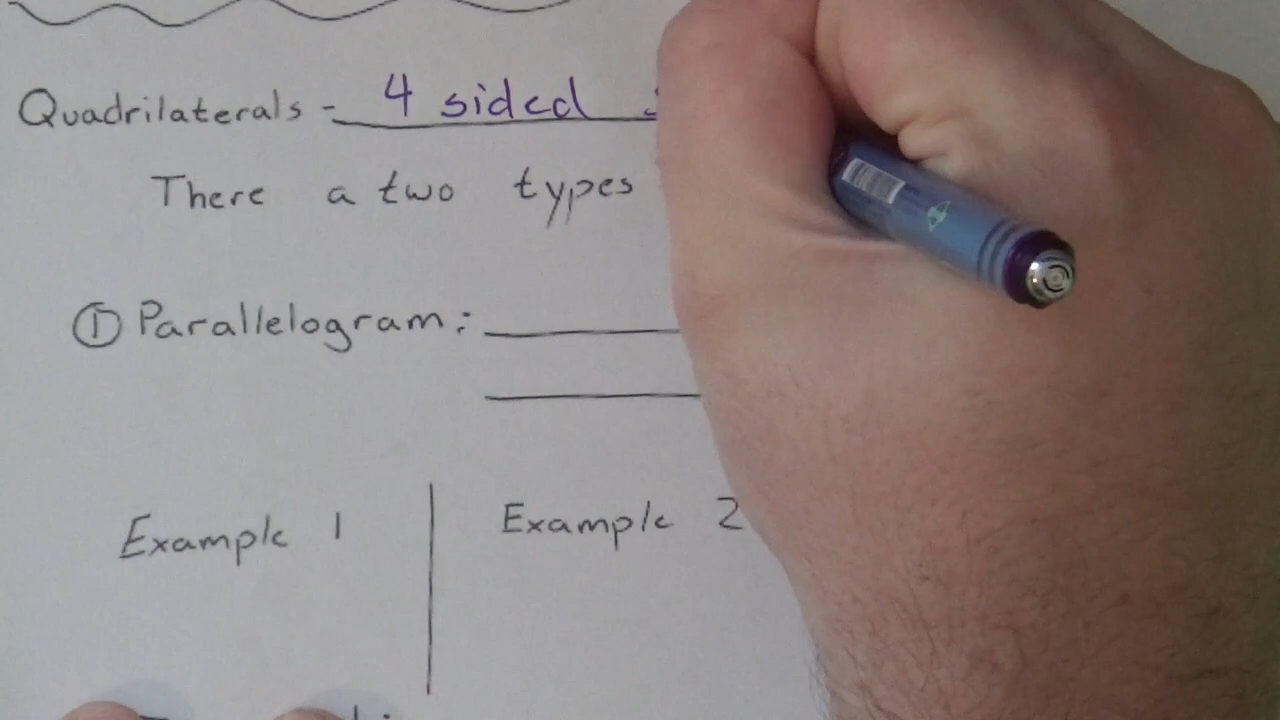 Quadrilaterals - 4 sided
There a two types
① Parallelogram:
Example 1
Example 2